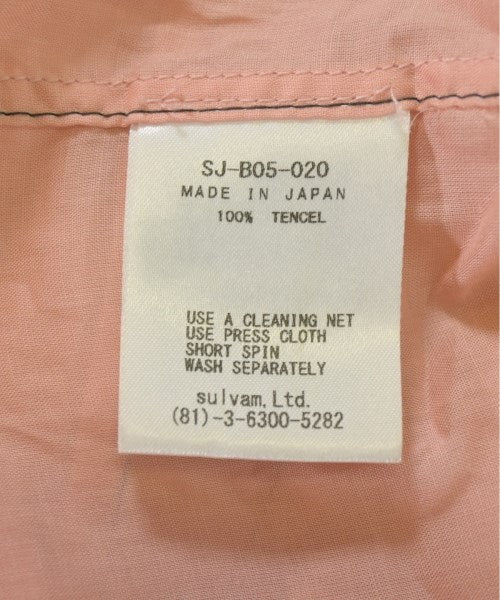 SJ-B05-020
MADE IN JAPAN
100% TENCEL
USE A CLEANING NET
USE PRESS CLOTH
SHORT SPIN
WASH SEPARATELY
sulvam, Ltd.
(81)-3-6300-5282